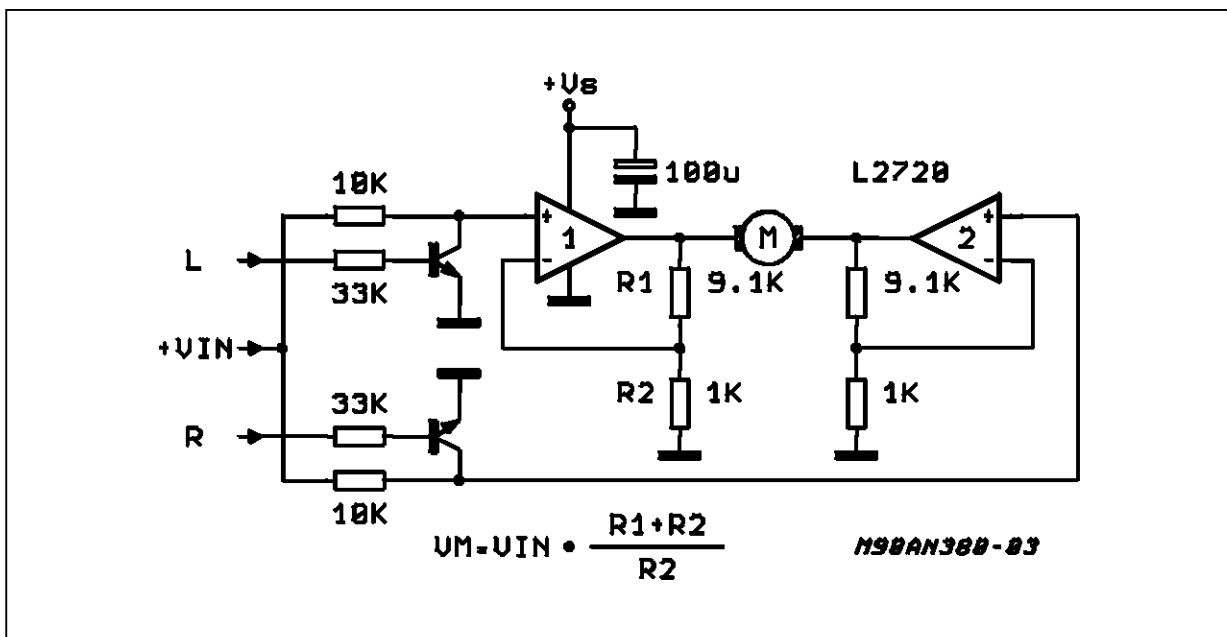 +Vs
100u
L2720
10K
+
1
-
M
+
2
-
L
33K
R1
9.1K
9.1K
+VIN
33K
R2
1K
1K
R
10K
VM=VIN • R1+R2
R2
M90AN380-03